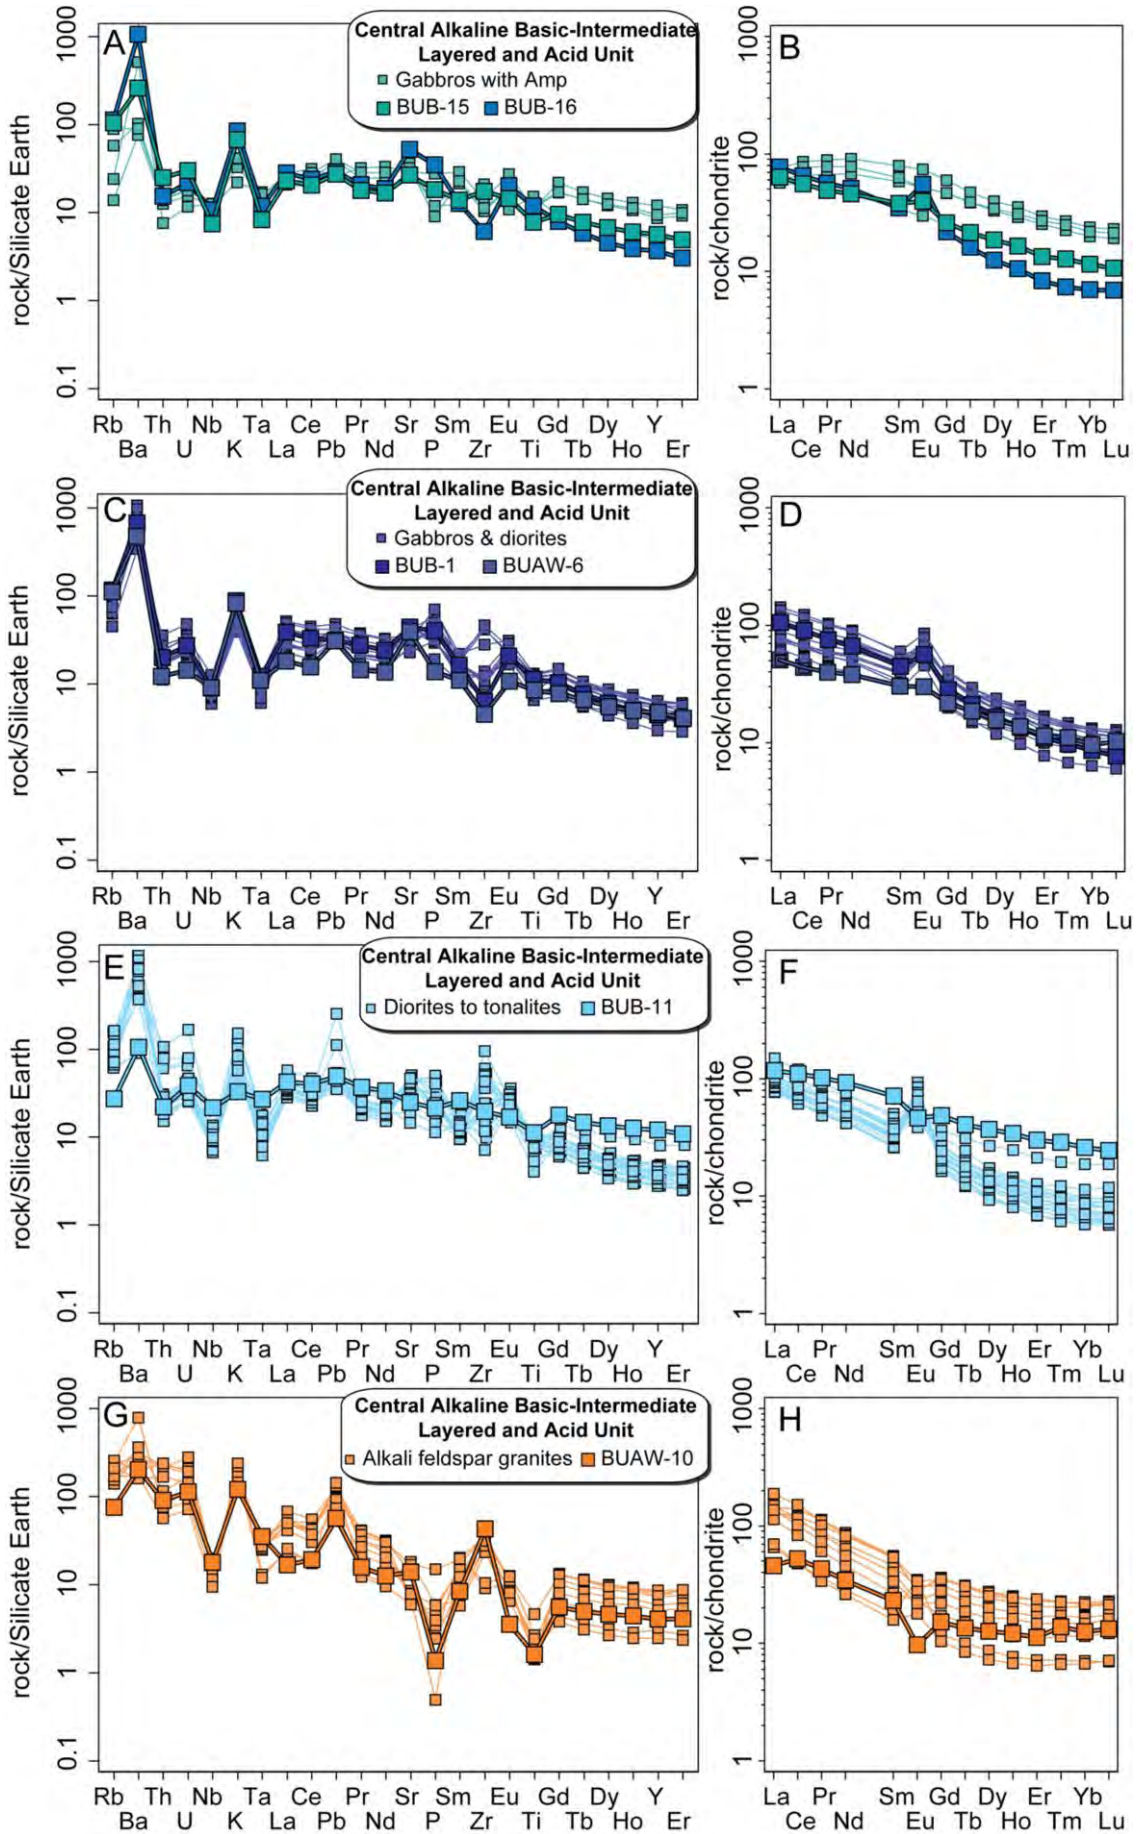 A
Central Alkaline Basic-Intermediate
Layered and Acid Unit
Gabbros with Amp
BUB-15 BUB-16
rock/Silicate Earth
1000
100
10
1
0.1
Rb Th Nb Ta Ce Pr Sr Sm Eu Gd Dy Y
Ba U K La Pb Nd P Zr Ti Tb Ho Er
B
rock/chondrite
1000
100
10
1
La Pr Sm Gd Dy Er Yb
Ce Nd Eu Tb Ho Tm Lu
C
Central Alkaline Basic-Intermediate
Layered and Acid Unit
Gabbros & diorites
BUB-1 BUAW-6
rock/Silicate Earth
1000
100
10
1
0.1
Rb Th Nb Ta Ce Pr Sr Sm Eu Gd Dy Y
Ba U K La Pb Nd P Zr Ti Tb Ho Er
D
rock/chondrite
1000
100
10
1
La Pr Sm Gd Dy Er Yb
Ce Nd Eu Tb Ho Tm Lu
E
Central Alkaline Basic-Intermediate
Layered and Acid Unit
Diorites to tonalites BUB-11
rock/Silicate Earth
1000
100
10
1
0.1
Rb Th Nb Ta Ce Pr Sr Sm Eu Gd Dy Y
Ba U K La Pb Nd P Zr Ti Tb Ho Er
F
rock/chondrite
1000
100
10
1
La Pr Sm Gd Dy Er Yb
Ce Nd Eu Tb Ho Tm Lu
G
Central Alkaline Basic-Intermediate
Layered and Acid Unit
Alkali feldspar granites BUAW-10
rock/Silicate Earth
1000
100
10
1
0.1
Rb Th Nb Ta Ce Pr Sr Sm Eu Gd Dy Y
Ba U K La Pb Nd P Zr Ti Tb Ho Er
H
rock/chondrite
1000
100
10
1
La Pr Sm Gd Dy Er Yb
Ce Nd Eu Tb Ho Tm Lu